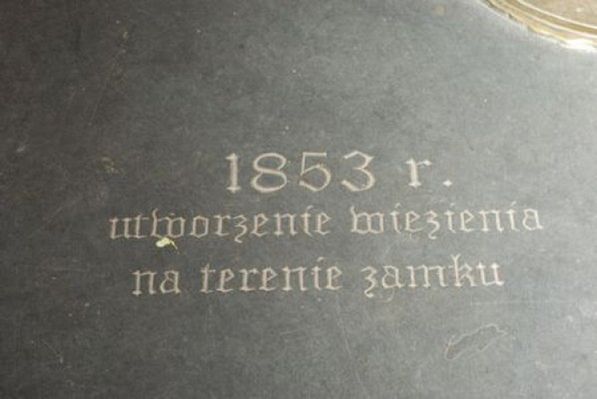 1853 r.
utworzenie więzienia
na terenie zamku